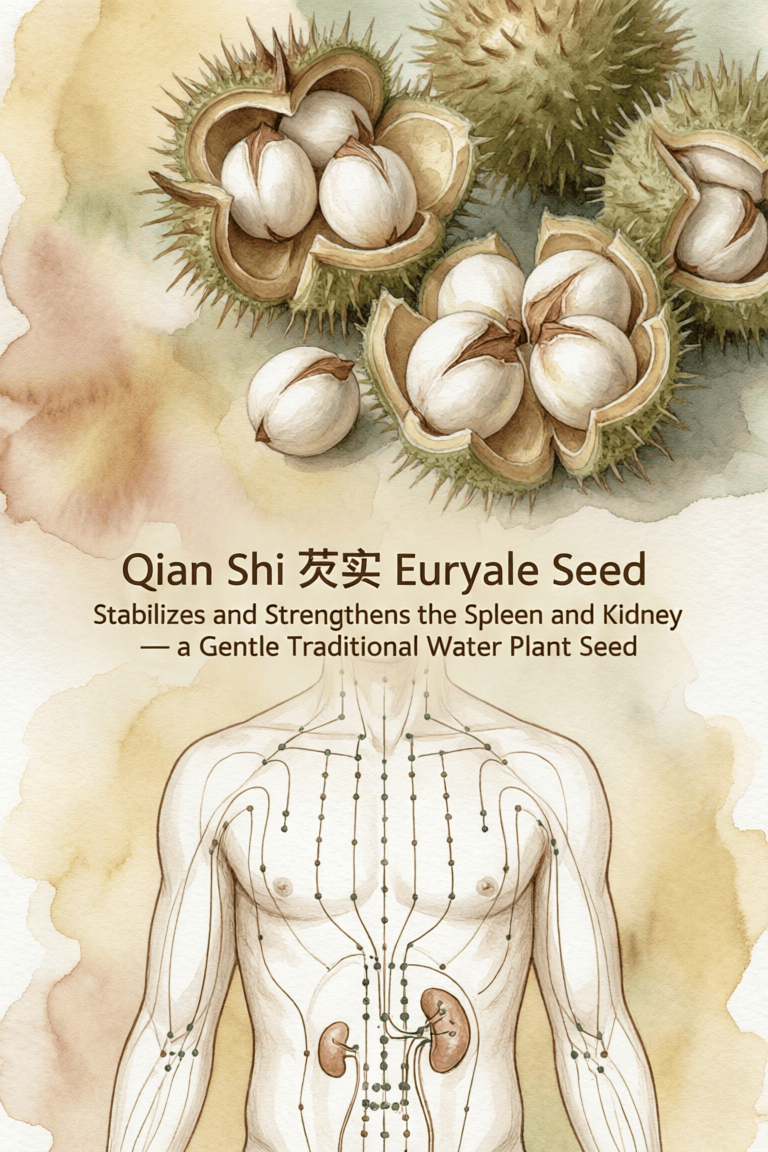 Qian Shi 芡实 Euryale Seed
Stabilizes and Strengthens the Spleen and Kidney
— a Gentle Traditional Water Plant Seed